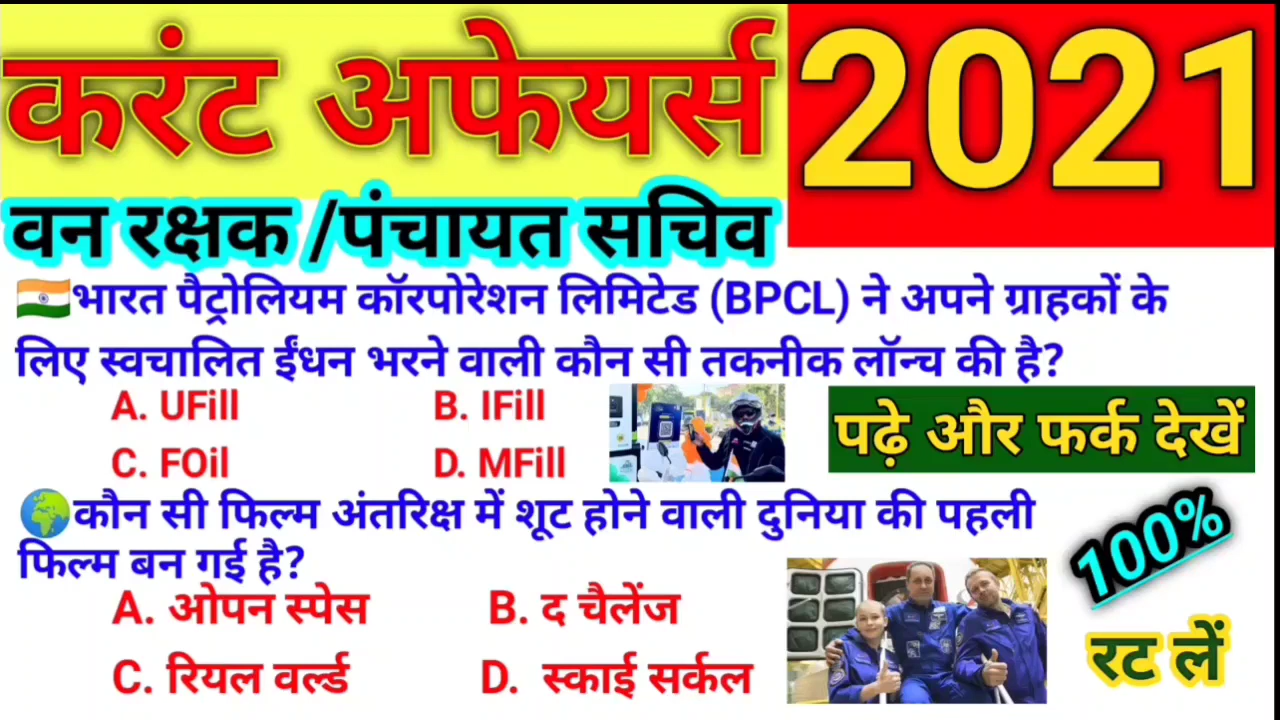 करंट अफेयर्स 2021
वन रक्षक /पंचायत सचिव
भारत पैट्रोलियम कॉरपोरेशन लिमिटेड (BPCL) ने अपने ग्राहकों के
लिए स्वचालित ईंधन भरने वाली कौन सी तकनीक लॉन्च की है?
A. UFill B. IFill
C. FOil D. MFill
पढ़े और फर्क देखें
कौन सी फिल्म अंतरिक्ष में शूट होने वाली दुनिया की पहली
फिल्म बन गई है?
A. ओपन स्पेस B. द चैलेंज
C. रियल वर्ल्ड D. स्काई सर्कल
100%
रट लें